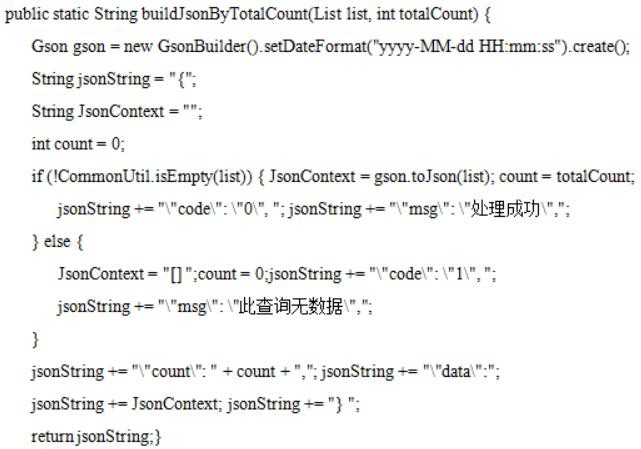 public static String buildJsonByTotalCount(List list, int totalCount) {
Gson gson = new GsonBuilder().setDateFormat("yyyy-MM-dd HH:mm:ss").create();
String jsonString = "{";
String JsonContext = "";
int count = 0;
if (!CommonUtil.isEmpty(list)) { JsonContext = gson.toJson(list); count = totalCount;
jsonString += "\"code\": \"0\", "; jsonString += "\"msg\": \"处理成功\",";
} else {
JsonContext = "[] ";count = 0;jsonString += "\"code\": \"1\", ";
jsonString += "\"msg\": \"此查询无数据\",";
}
jsonString += "\"count\": " + count + ","; jsonString += "\"data\":";
jsonString += JsonContext; jsonString += "} ";
return jsonString;}